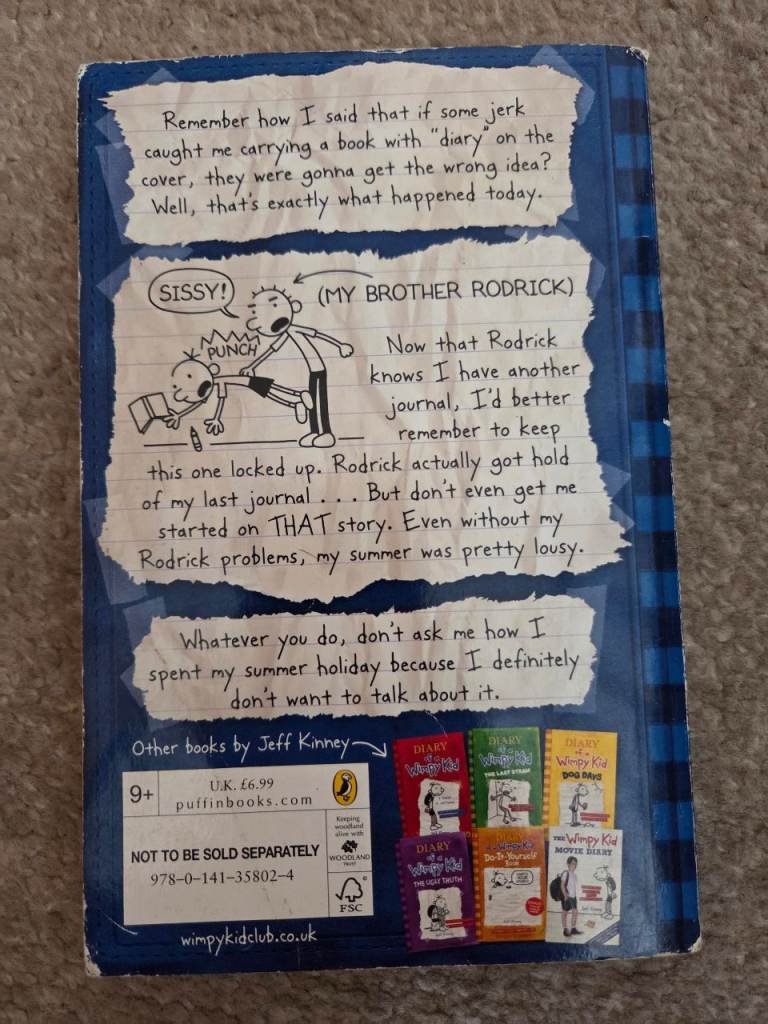 Remember how I said that if some jerk
caught me carrying a book with "diary" on the
cover, they were gonna get the wrong idea?
Well, that's exactly what happened today.
SISSY!
(MY BROTHER RODRICK)
PUNCH
Now that Rodrick
knows I have another
journal, I'd better
remember to keep
this one locked up. Rodrick actually got hold
of my last journal . . . But don't even get me
started on THAT story. Even without my
Rodrick problems, my summer was pretty lousy.
Whatever you do, don't ask me how I
spent my summer holiday because I definitely
don't want to talk about it.
Other books by Jeff Kinney
DIARY
of a
Wimpy Kid
DIARY
of a
Wimpy Kid
THE LAST STRAW
DIARY
of a
Wimpy Kid
DOG DAYS
DIARY
of a
Wimpy Kid
THE UGLY TRUTH
DIARY
of a Wimpy Kid
Do-It-Yourself
BOOK
THE Wimpy Kid
MOVIE DIARY
9+
U.K. £6.99
puffinbooks.com
Keeping
woodland
alive with
WOODLAND
TRUST
NOT TO BE SOLD SEPARATELY
978-0-141-35802-4
FSC
wimpykidclub.co.uk